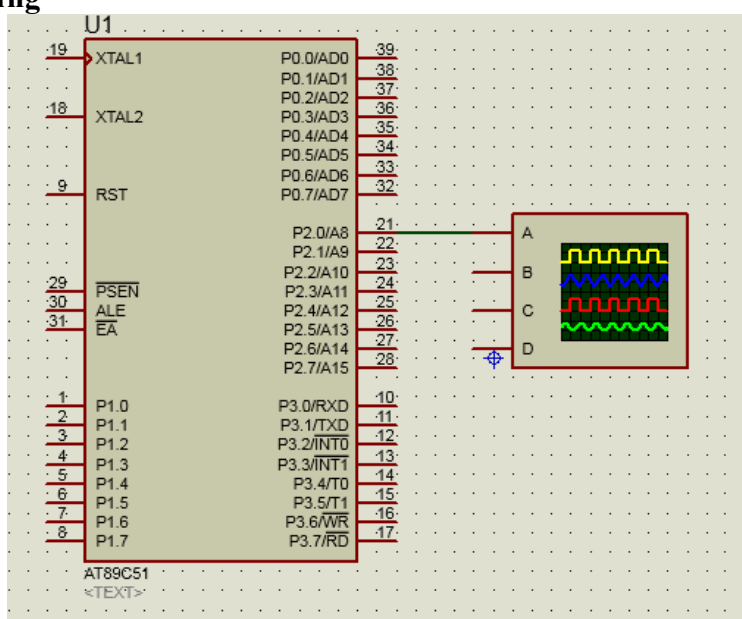 U1
19 XTAL1 P0.0/AD0 39
P0.1/AD1 38
P0.2/AD2 37
18 XTAL2 P0.3/AD3 36
P0.4/AD4 35
P0.5/AD5 34
P0.6/AD6 33
9 RST P0.7/AD7 32
P2.0/A8 21 A
P2.1/A9 22
P2.2/A10 23 B
29 PSEN P2.3/A11 24
30 ALE P2.4/A12 25 C
31 EA P2.5/A13 26
P2.6/A14 27 D
P2.7/A15 28
1 P1.0 P3.0/RXD 10
2 P1.1 P3.1/TXD 11
3 P1.2 P3.2/INT0 12
4 P1.3 P3.3/INT1 13
5 P1.4 P3.4/T0 14
6 P1.5 P3.5/T1 15
7 P1.6 P3.6/WR 16
8 P1.7 P3.7/RD 17
AT89C51
<TEXT>